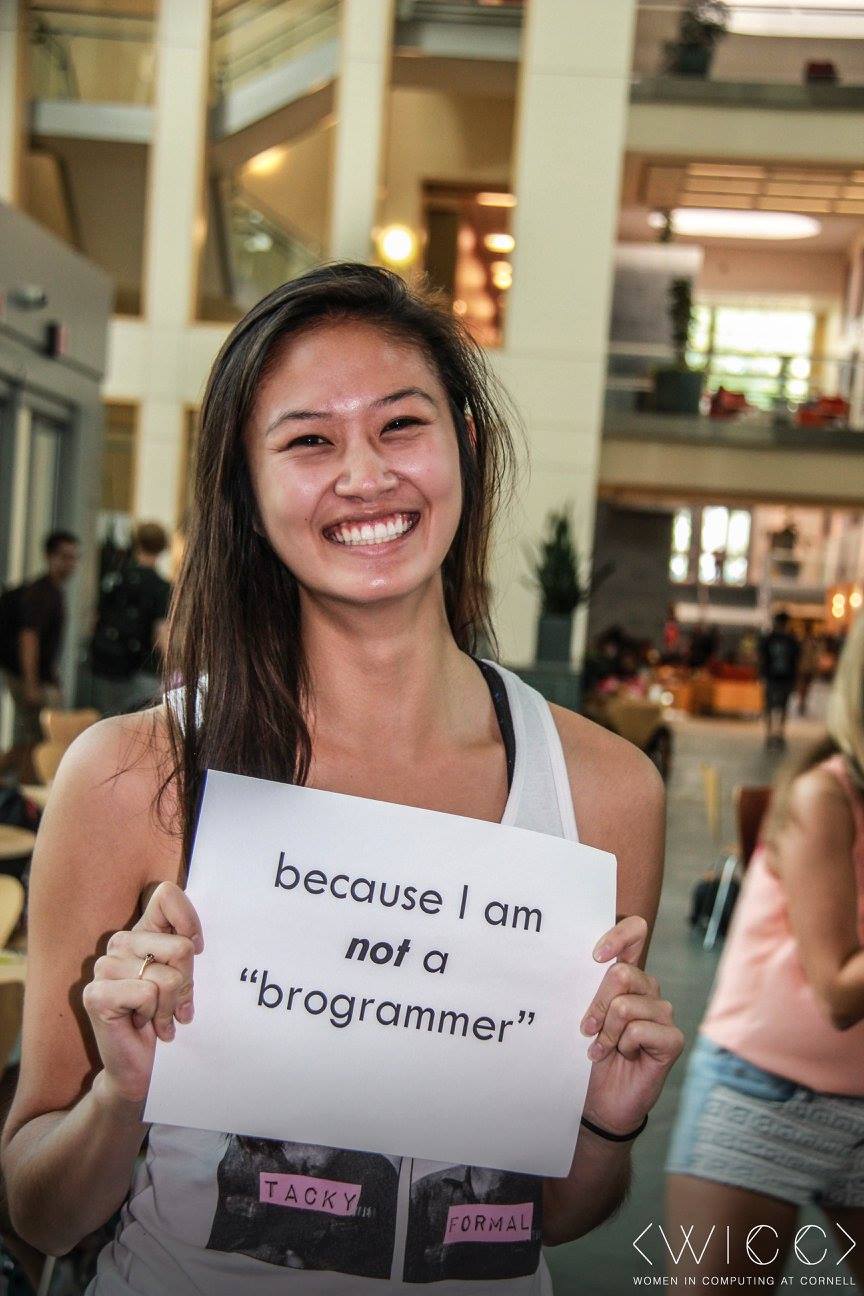 because I am
not a
“brogrammer”
TACKY
FORMAL
<WICC>
WOMEN IN COMPUTING AT CORNELL